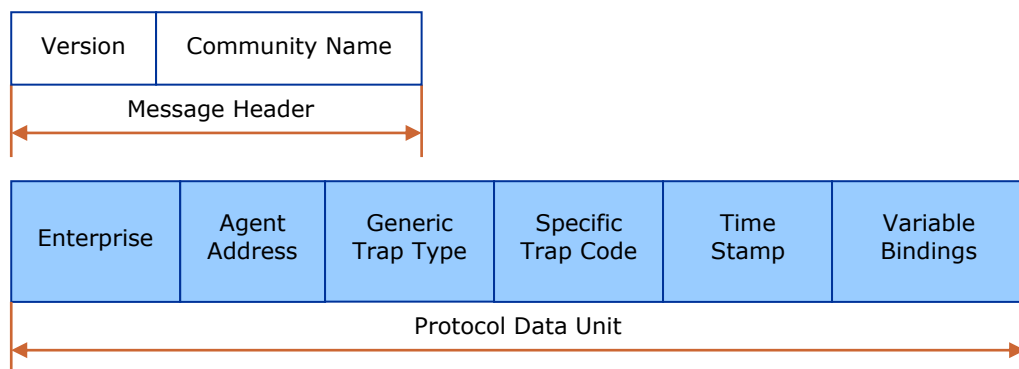 Version
Community Name
Message Header
Enterprise
Agent
Address
Generic
Trap Type
Specific
Trap Code
Time
Stamp
Variable
Bindings
Protocol Data Unit